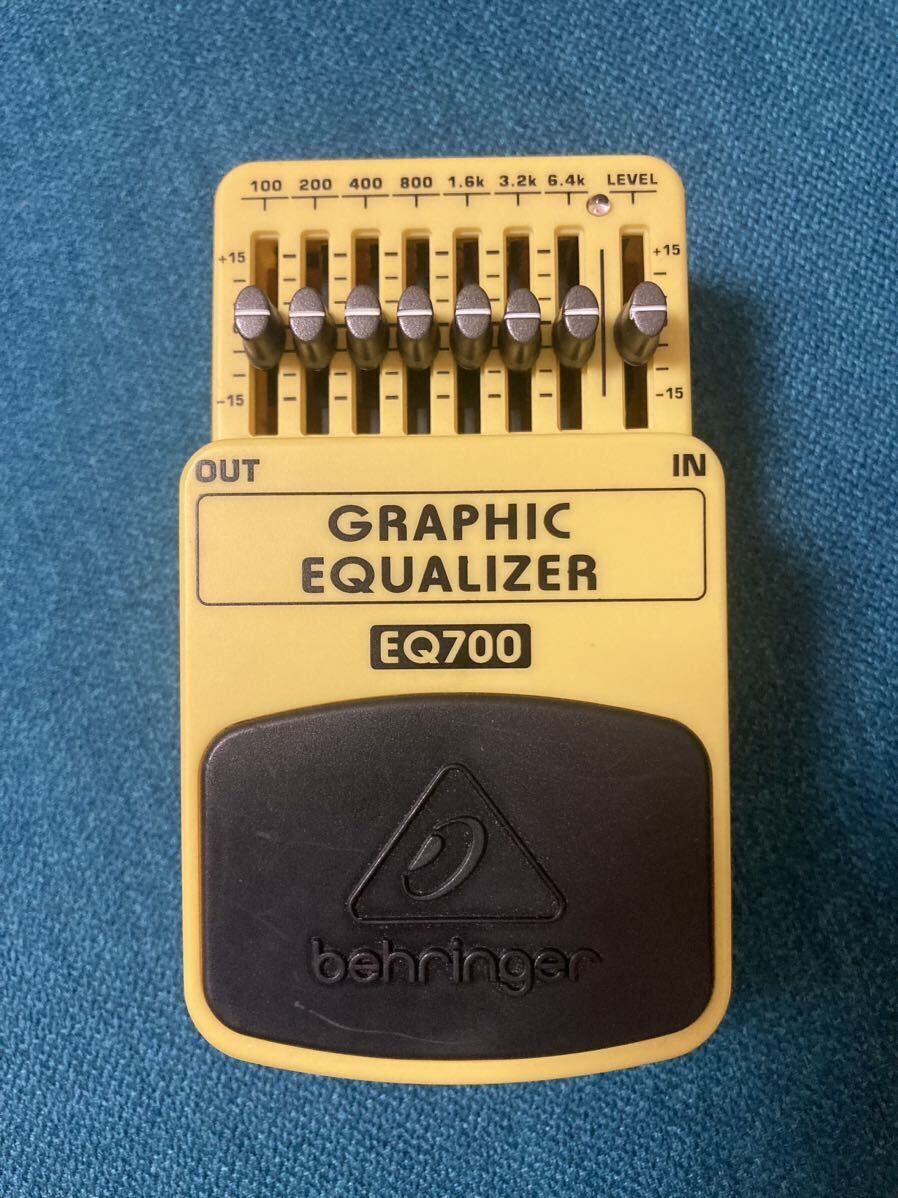 100 200 400 800 1.6k 3.2k 6.4k LEVEL
+15 +15
-15 -15
OUT IN
GRAPHIC
EQUALIZER
EQ700
behringer